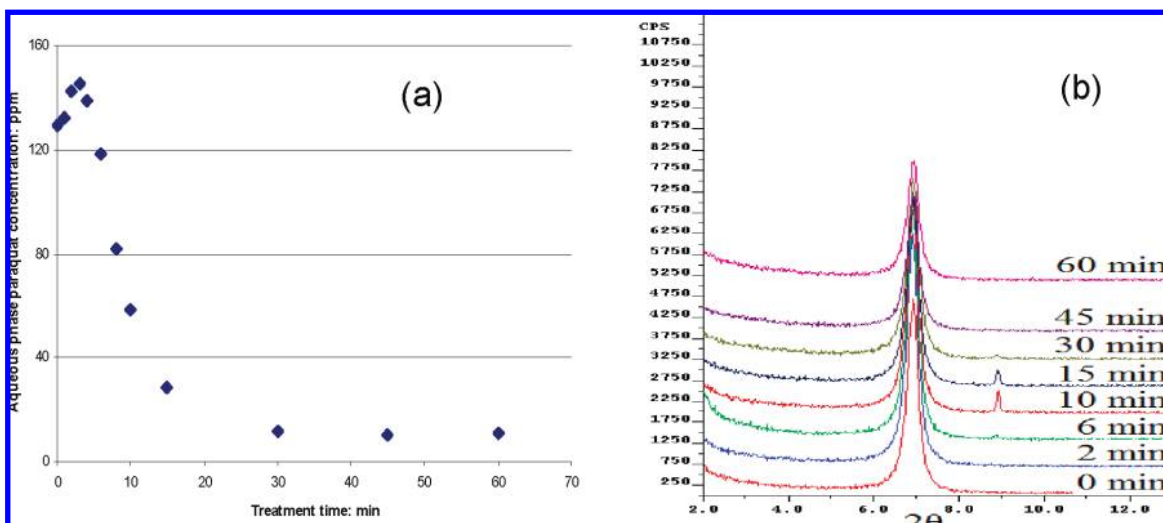 (a)
Aqueous phase paraquat concentration: ppm
160
120
80
40
0
0 10 20 30 40 50 60 70
Treatment time: min
(b)
CPS
10750
10250
9750
9250
8750
8250
7750
7250
6750
6250
5750
5250
4750
4250
3750
3250
2750
2250
1750
1250
750
250
60 min
45 min
30 min
15 min
10 min
6 min
2 min
0 min
2.0 4.0 6.0 8.0 10.0 12.0
2θ